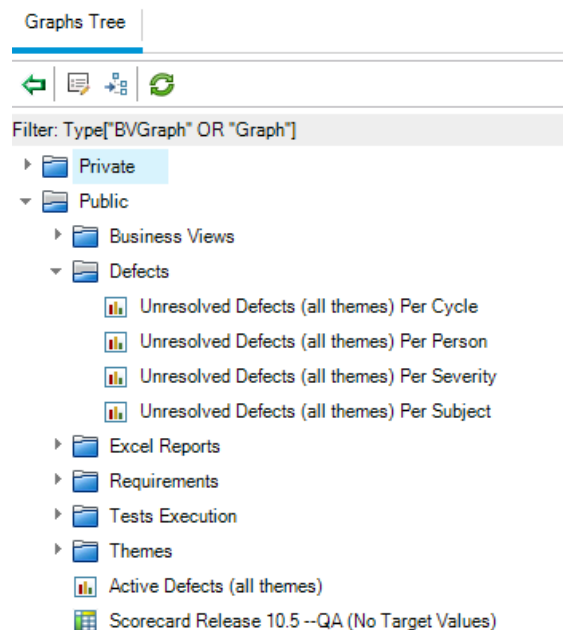 Graphs Tree
Filter: Type["BVGraph" OR "Graph"]
Private
Public
Business Views
Defects
Unresolved Defects (all themes) Per Cycle
Unresolved Defects (all themes) Per Person
Unresolved Defects (all themes) Per Severity
Unresolved Defects (all themes) Per Subject
Excel Reports
Requirements
Tests Execution
Themes
Active Defects (all themes)
Scorecard Release 10.5 --QA (No Target Values)